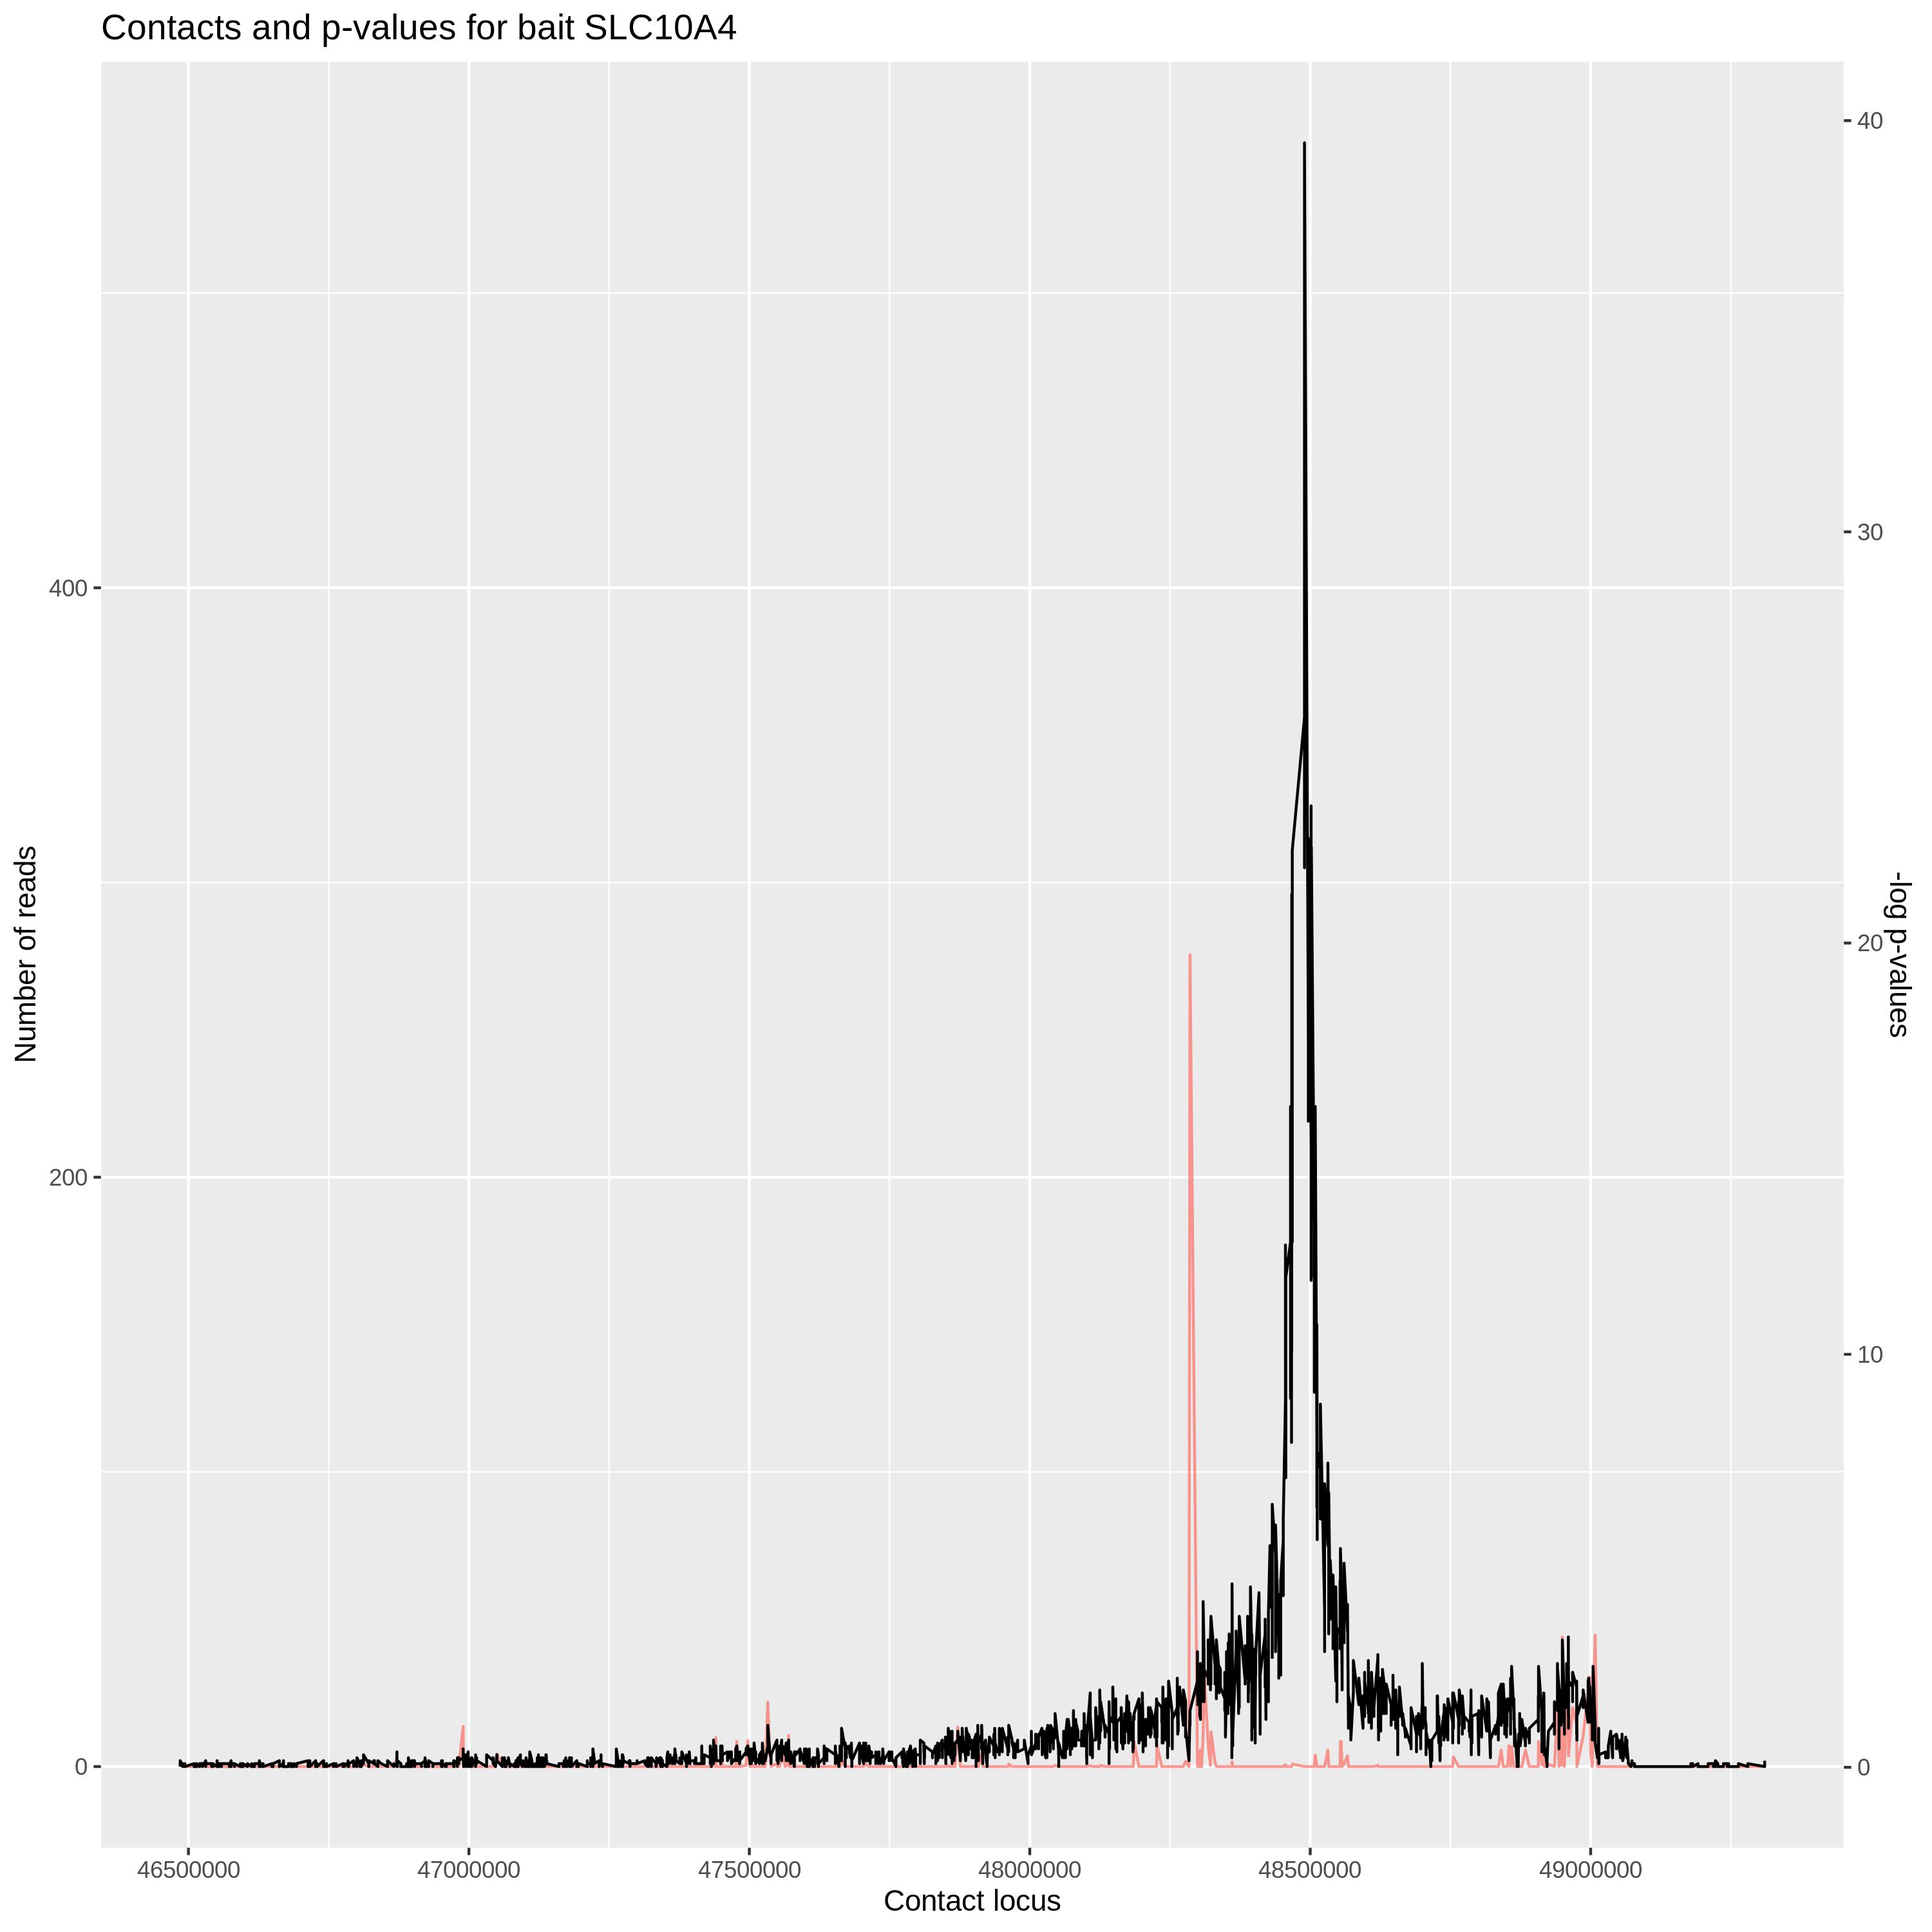 Contacts and p-values for bait SLC10A4
Number of reads
400
200
0
40
30
20
10
0
-log p-values
46500000 47000000 47500000 48000000 48500000 49000000
Contact locus